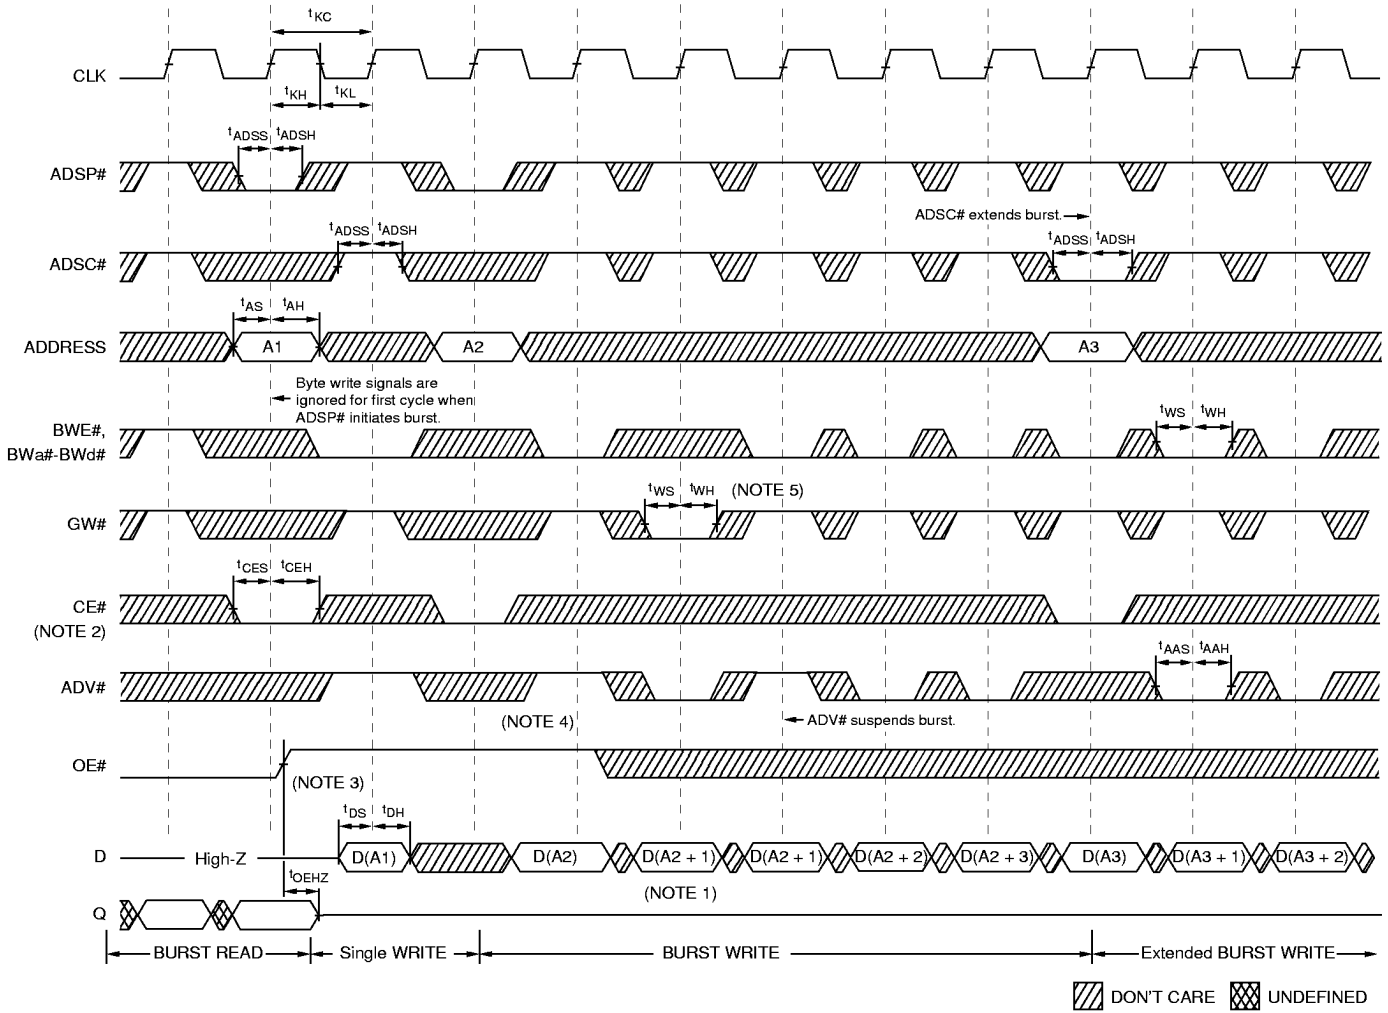 tKC
CLK
tKH
tKL
tADSS
tADSH
ADSP#
ADSC# extends burst.
tADSS
tADSH
tADSS
tADSH
ADSC#
tAS
tAH
ADDRESS
A1
A2
A3
Byte write signals are
ignored for first cycle when
ADSP# initiates burst.
BWE#,
BWa#-BWd#
tWS
tWH
tWS
tWH
(NOTE 5)
GW#
tCES
tCEH
CE#
(NOTE 2)
tAAS
tAAH
ADV#
(NOTE 4)
ADV# suspends burst.
OE#
(NOTE 3)
tDS
tDH
D
High-Z
D(A1)
D(A2)
D(A2 + 1)
D(A2 + 1)
D(A2 + 2)
D(A2 + 3)
D(A3)
D(A3 + 1)
D(A3 + 2)
tOEHZ
(NOTE 1)
Q
BURST READ
Single WRITE
BURST WRITE
Extended BURST WRITE
DON'T CARE
UNDEFINED